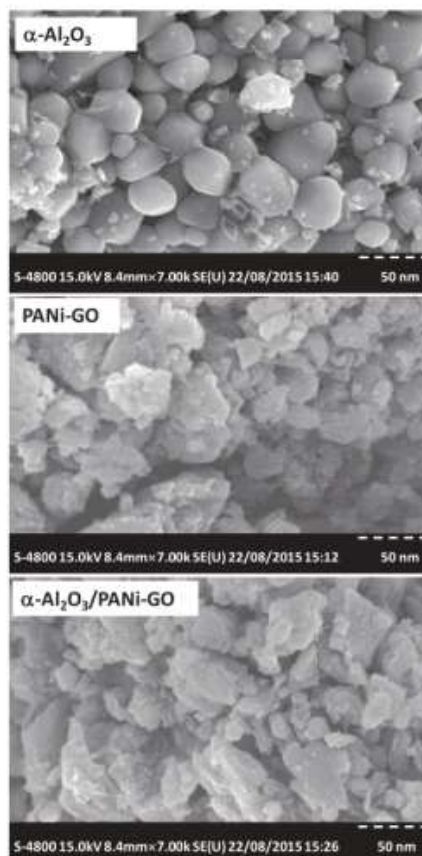 α-Al₂O₃
S-4800 15.0kV 8.4mm×7.00k SE(U) 22/08/2015 15:40 50 nm
PANi-GO
S-4800 15.0kV 8.4mm×7.00k SE(U) 22/08/2015 15:12 50 nm
α-Al₂O₃/PANi-GO
S-4800 15.0kV 8.4mm×7.00k SE(U) 22/08/2015 15:26 50 nm